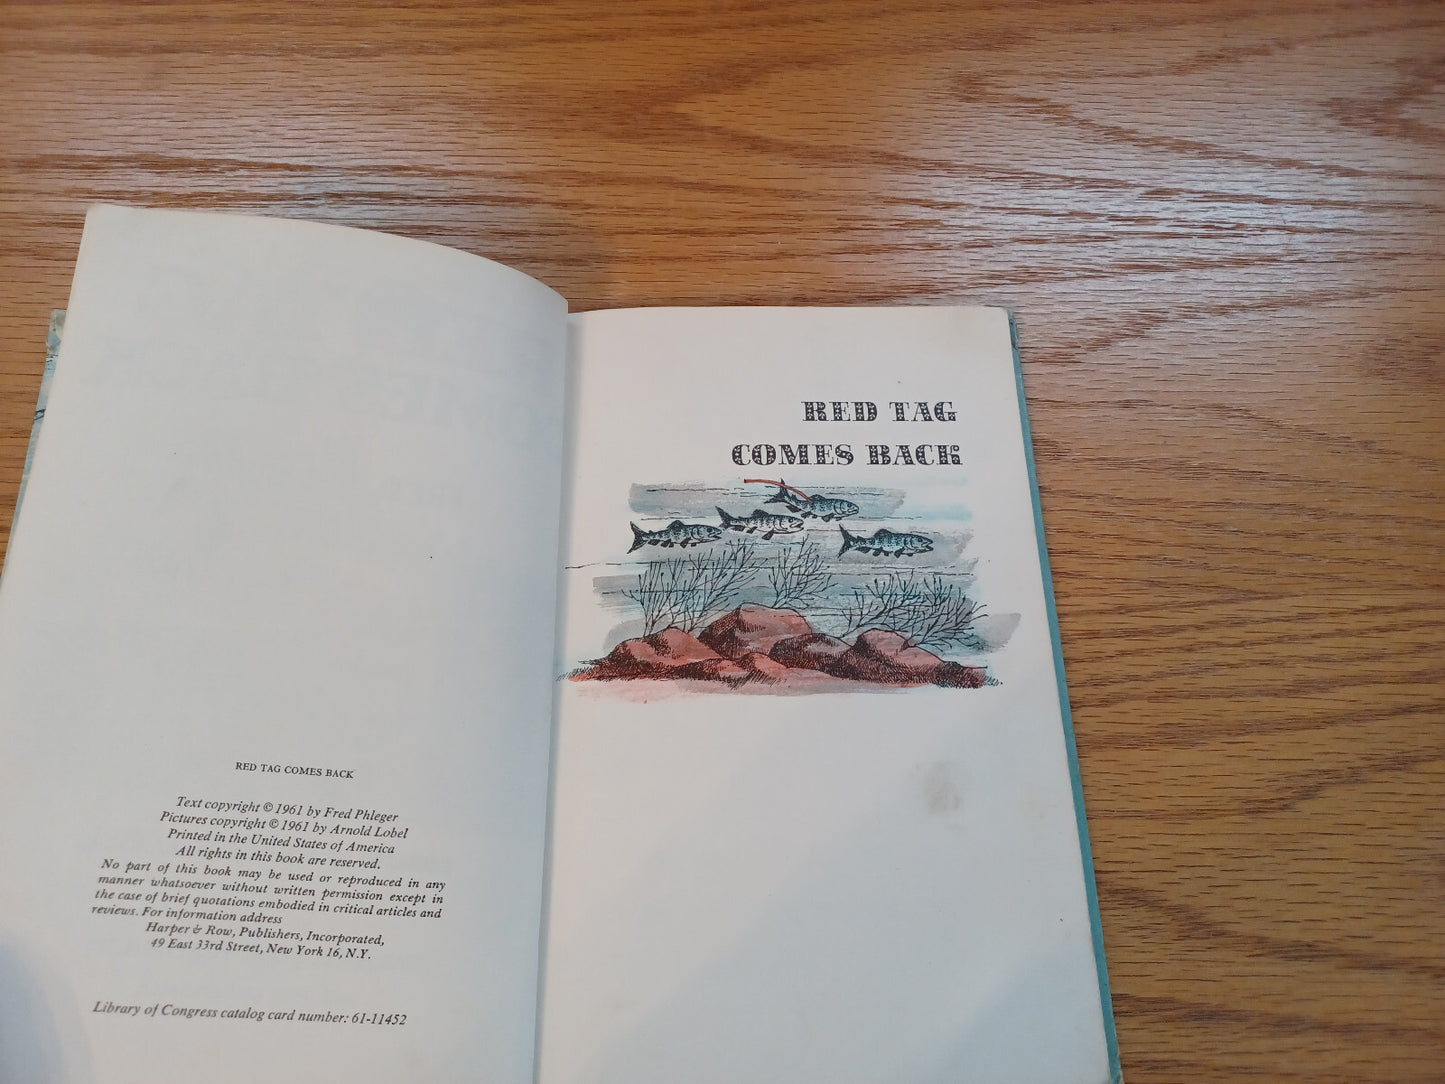 RED TAG COMES BACK
Text copyright © 1961 by Fred Phleger
Pictures copyright © 1961 by Arnold Lobel
Printed in the United States of America
All rights in this book are reserved.
No part of this book may be used or reproduced in any
manner whatsoever without written permission except in
the case of brief quotations embodied in critical articles and
reviews. For information address
Harper & Row, Publishers, Incorporated,
49 East 33rd Street, New York 16, N.Y.
Library of Congress catalog card number: 61-11452
RED TAG
COMES BACK